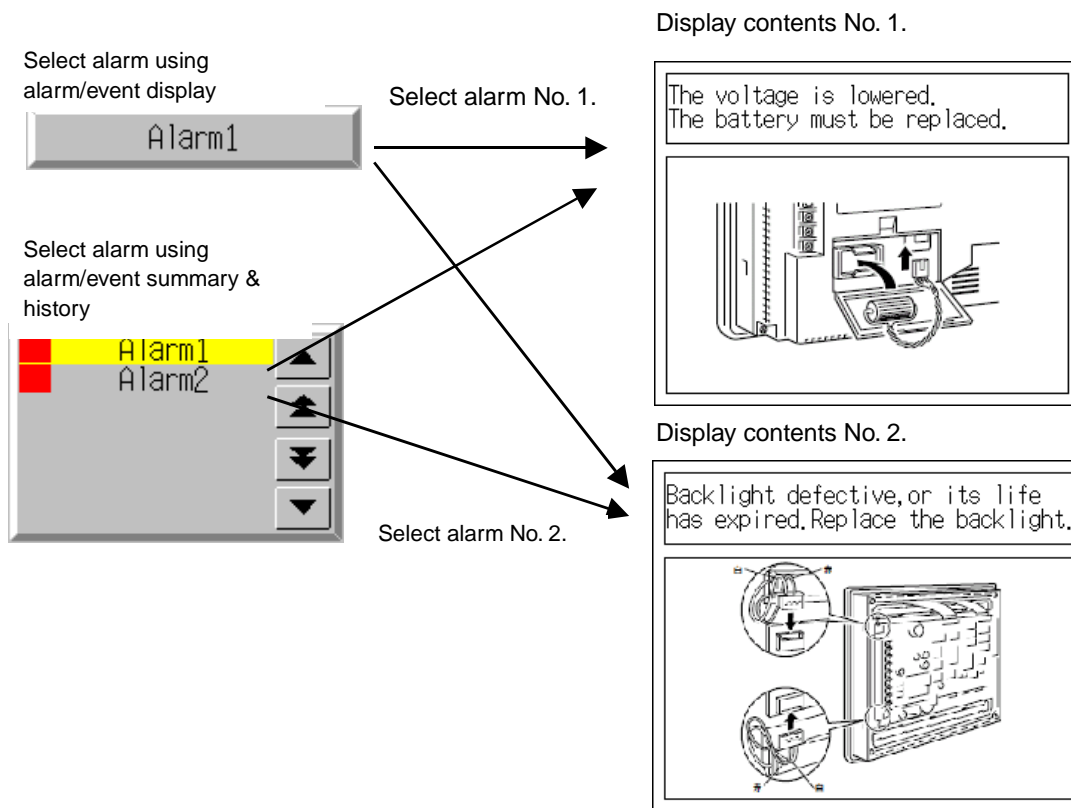 Display contents No. 1.
Select alarm using
alarm/event display
Select alarm No. 1.
Alarm1
The voltage is lowered.
The battery must be replaced.
Select alarm using
alarm/event summary &
history
Alarm1
Alarm2
Select alarm No. 2.
Display contents No. 2.
Backlight defective,or its life
has expired.Replace the backlight.